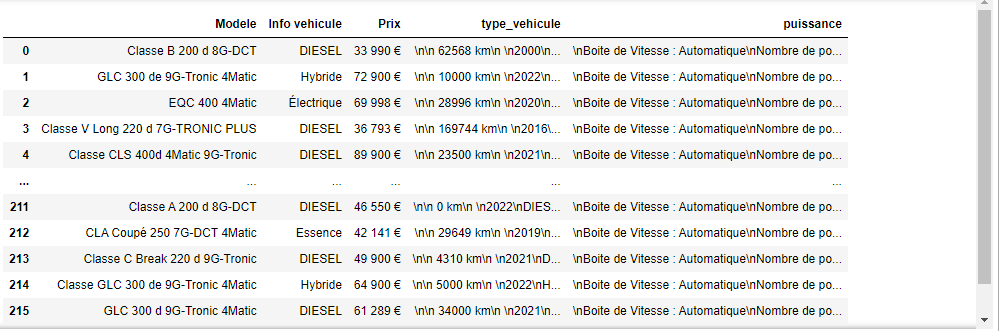 Modele Info vehicule Prix type_vehicule puissance
0 Classe B 200 d 8G-DCT DIESEL 33 990 € \n\n 62568 km\n \n2000\n... \nBoite de Vitesse : Automatique\nNombre de po...
1 GLC 300 de 9G-Tronic 4Matic Hybride 72 900 € \n\n 10000 km\n \n2022\n... \nBoite de Vitesse : Automatique\nNombre de po...
2 EQC 400 4Matic Électrique 69 998 € \n\n 28996 km\n \n2020\n... \nBoite de Vitesse : Automatique\nNombre de po...
3 Classe V Long 220 d 7G-TRONIC PLUS DIESEL 36 793 € \n\n 169744 km\n \n2016\... \nBoite de Vitesse : Automatique\nNombre de po...
4 Classe CLS 400d 4Matic 9G-Tronic DIESEL 89 900 € \n\n 23500 km\n \n2021\n... \nBoite de Vitesse : Automatique\nNombre de po...
... ... ... ... ... ...
211 Classe A 200 d 8G-DCT DIESEL 46 550 € \n\n 0 km\n \n2022\nDIES... \nBoite de Vitesse : Automatique\nNombre de po...
212 CLA Coupé 250 7G-DCT 4Matic Essence 42 141 € \n\n 29649 km\n \n2019\n... \nBoite de Vitesse : Automatique\nNombre de po...
213 Classe C Break 220 d 9G-Tronic DIESEL 49 900 € \n\n 4310 km\n \n2021\nD... \nBoite de Vitesse : Automatique\nNombre de po...
214 Classe GLC 300 de 9G-Tronic 4Matic Hybride 64 900 € \n\n 5000 km\n \n2022\nH... \nBoite de Vitesse : Automatique\nNombre de po...
215 GLC 300 d 9G-Tronic 4Matic DIESEL 61 289 € \n\n 34000 km\n \n2021\n... \nBoite de Vitesse : Automatique\nNombre de po...